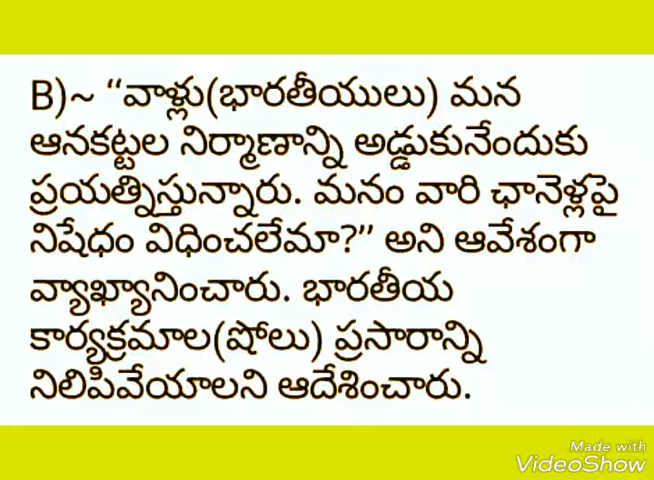 B)~ "వాళ్లు(భారతీయులు) మన
ఆనకట్టల నిర్మాణాన్ని అడ్డుకునేందుకు
ప్రయత్నిస్తున్నారు. మనం వారి ఛానెళ్లపై
నిషేధం విధించలేమా?" అని ఆవేశంగా
వ్యాఖ్యానించారు. భారతీయ
కార్యక్రమాల(షోలు) ప్రసారాన్ని
నిలిపివేయాలని ఆదేశించారు.
Made with
VideoShow